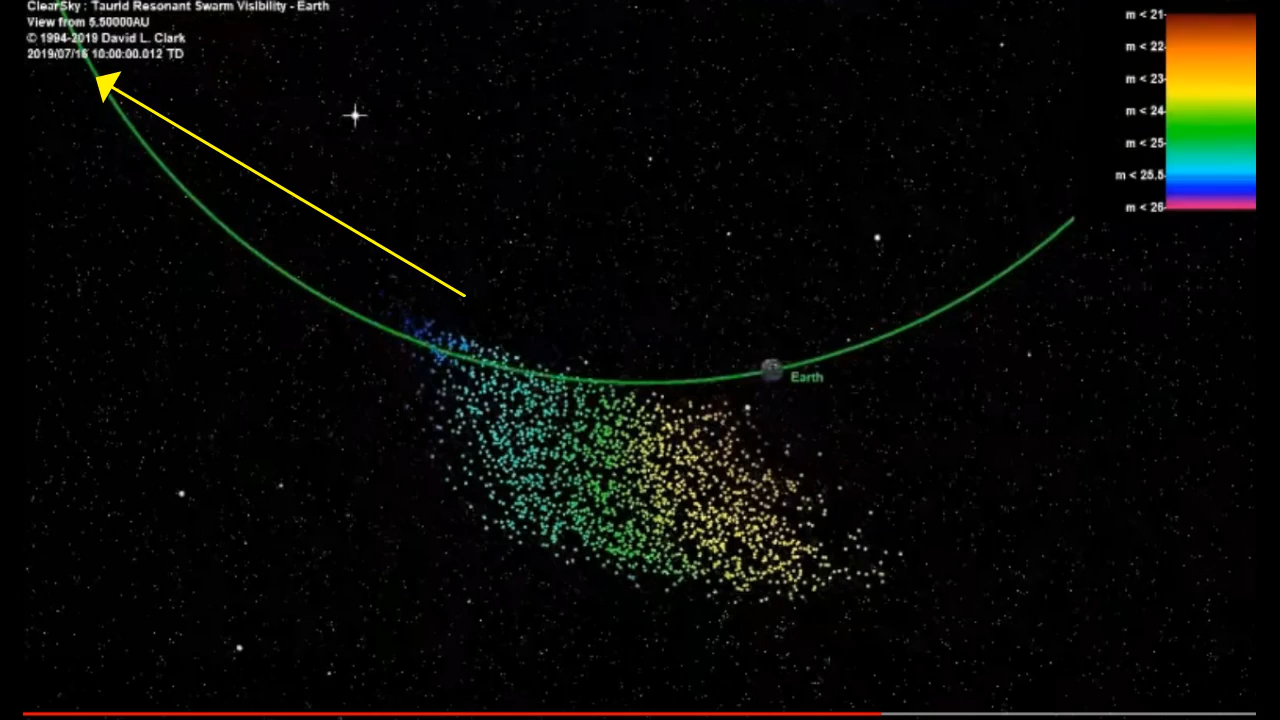 ClearSky : Taurid Resonant Swarm Visibility - Earth
View from 5.50000AU
© 1994-2019 David L. Clark
2019/07/16 10:00:00.012 TD
m < 21
m < 22
m < 23
m < 24
m < 25
m < 25.5
m < 26
Earth